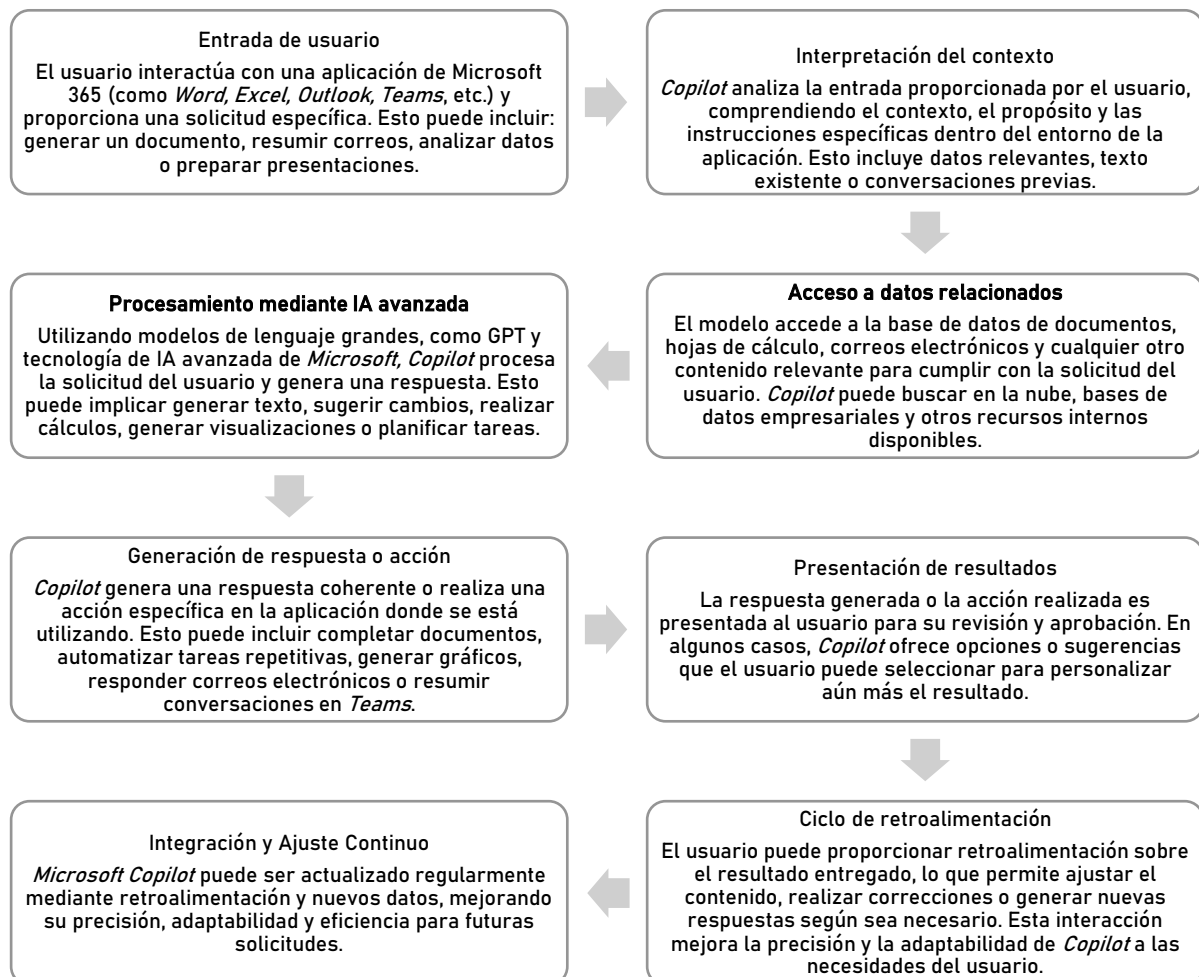 Entrada de usuario
El usuario interactúa con una aplicación de Microsoft
365 (como Word, Excel, Outlook, Teams, etc.) y
proporciona una solicitud específica. Esto puede incluir:
generar un documento, resumir correos, analizar datos
o preparar presentaciones.
Interpretación del contexto
Copilot analiza la entrada proporcionada por el usuario,
comprendiendo el contexto, el propósito y las
instrucciones específicas dentro del entorno de la
aplicación. Esto incluye datos relevantes, texto
existente o conversaciones previas.
Acceso a datos relacionados
El modelo accede a la base de datos de documentos,
hojas de cálculo, correos electrónicos y cualquier otro
contenido relevante para cumplir con la solicitud del
usuario. Copilot puede buscar en la nube, bases de
datos empresariales y otros recursos internos
disponibles.
Procesamiento mediante IA avanzada
Utilizando modelos de lenguaje grandes, como GPT y
tecnología de IA avanzada de Microsoft, Copilot procesa
la solicitud del usuario y genera una respuesta. Esto
puede implicar generar texto, sugerir cambios, realizar
cálculos, generar visualizaciones o planificar tareas.
Generación de respuesta o acción
Copilot genera una respuesta coherente o realiza una
acción específica en la aplicación donde se está
utilizando. Esto puede incluir completar documentos,
automatizar tareas repetitivas, generar gráficos,
responder correos electrónicos o resumir
conversaciones en Teams.
Presentación de resultados
La respuesta generada o la acción realizada es
presentada al usuario para su revisión y aprobación. En
algunos casos, Copilot ofrece opciones o sugerencias
que el usuario puede seleccionar para personalizar
aún más el resultado.
Ciclo de retroalimentación
El usuario puede proporcionar retroalimentación sobre
el resultado entregado, lo que permite ajustar el
contenido, realizar correcciones o generar nuevas
respuestas según sea necesario. Esta interacción
mejora la precisión y la adaptabilidad de Copilot a las
necesidades del usuario.
Integración y Ajuste Continuo
Microsoft Copilot puede ser actualizado regularmente
mediante retroalimentación y nuevos datos, mejorando
su precisión, adaptabilidad y eficiencia para futuras
solicitudes.